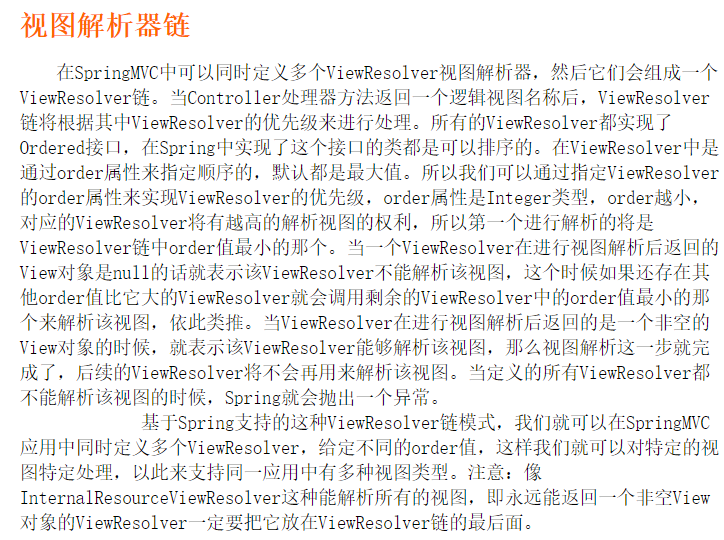 视图解析器链
在SpringMVC中可以同时定义多个ViewResolver视图解析器，然后它们会组成一个
ViewResolver链。当Controller处理器方法返回一个逻辑视图名称后，ViewResolver
链将根据其中ViewResolver的优先级来进行处理。所有的ViewResolver都实现了
Ordered接口，在Spring中实现了这个接口的类都是可以排序的。在ViewResolver中是
通过order属性来指定顺序的，默认都是最大值。所以我们可以通过指定ViewResolver
的order属性来实现ViewResolver的优先级，order属性是Integer类型，order越小，
对应的ViewResolver将有越高的解析视图的权利，所以第一个进行解析的将是
ViewResolver链中order值最小的那个。当一个ViewResolver在进行视图解析后返回的
View对象是null的话就表示该ViewResolver不能解析该视图，这个时候如果还存在其
他order值比它大的ViewResolver就会调用剩余的ViewResolver中的order值最小的那
个来解析该视图，依此类推。当ViewResolver在进行视图解析后返回的是一个非空的
View对象的时候，就表示该ViewResolver能够解析该视图，那么视图解析这一步就完
成了，后续的ViewResolver将不会再用来解析该视图。当定义的所有ViewResolver都
不能解析该视图的时候，Spring就会抛出一个异常。
基于Spring支持的这种ViewResolver链模式，我们就可以在SpringMVC
应用中同时定义多个ViewResolver，给定不同的order值，这样我们就可以对特定的视
图特定处理，以此来支持同一应用中有多种视图类型。注意：像
InternalResourceViewResolver这种能解析所有的视图，即永远能返回一个非空View
对象的ViewResolver一定要把它放在ViewResolver链的最后面。